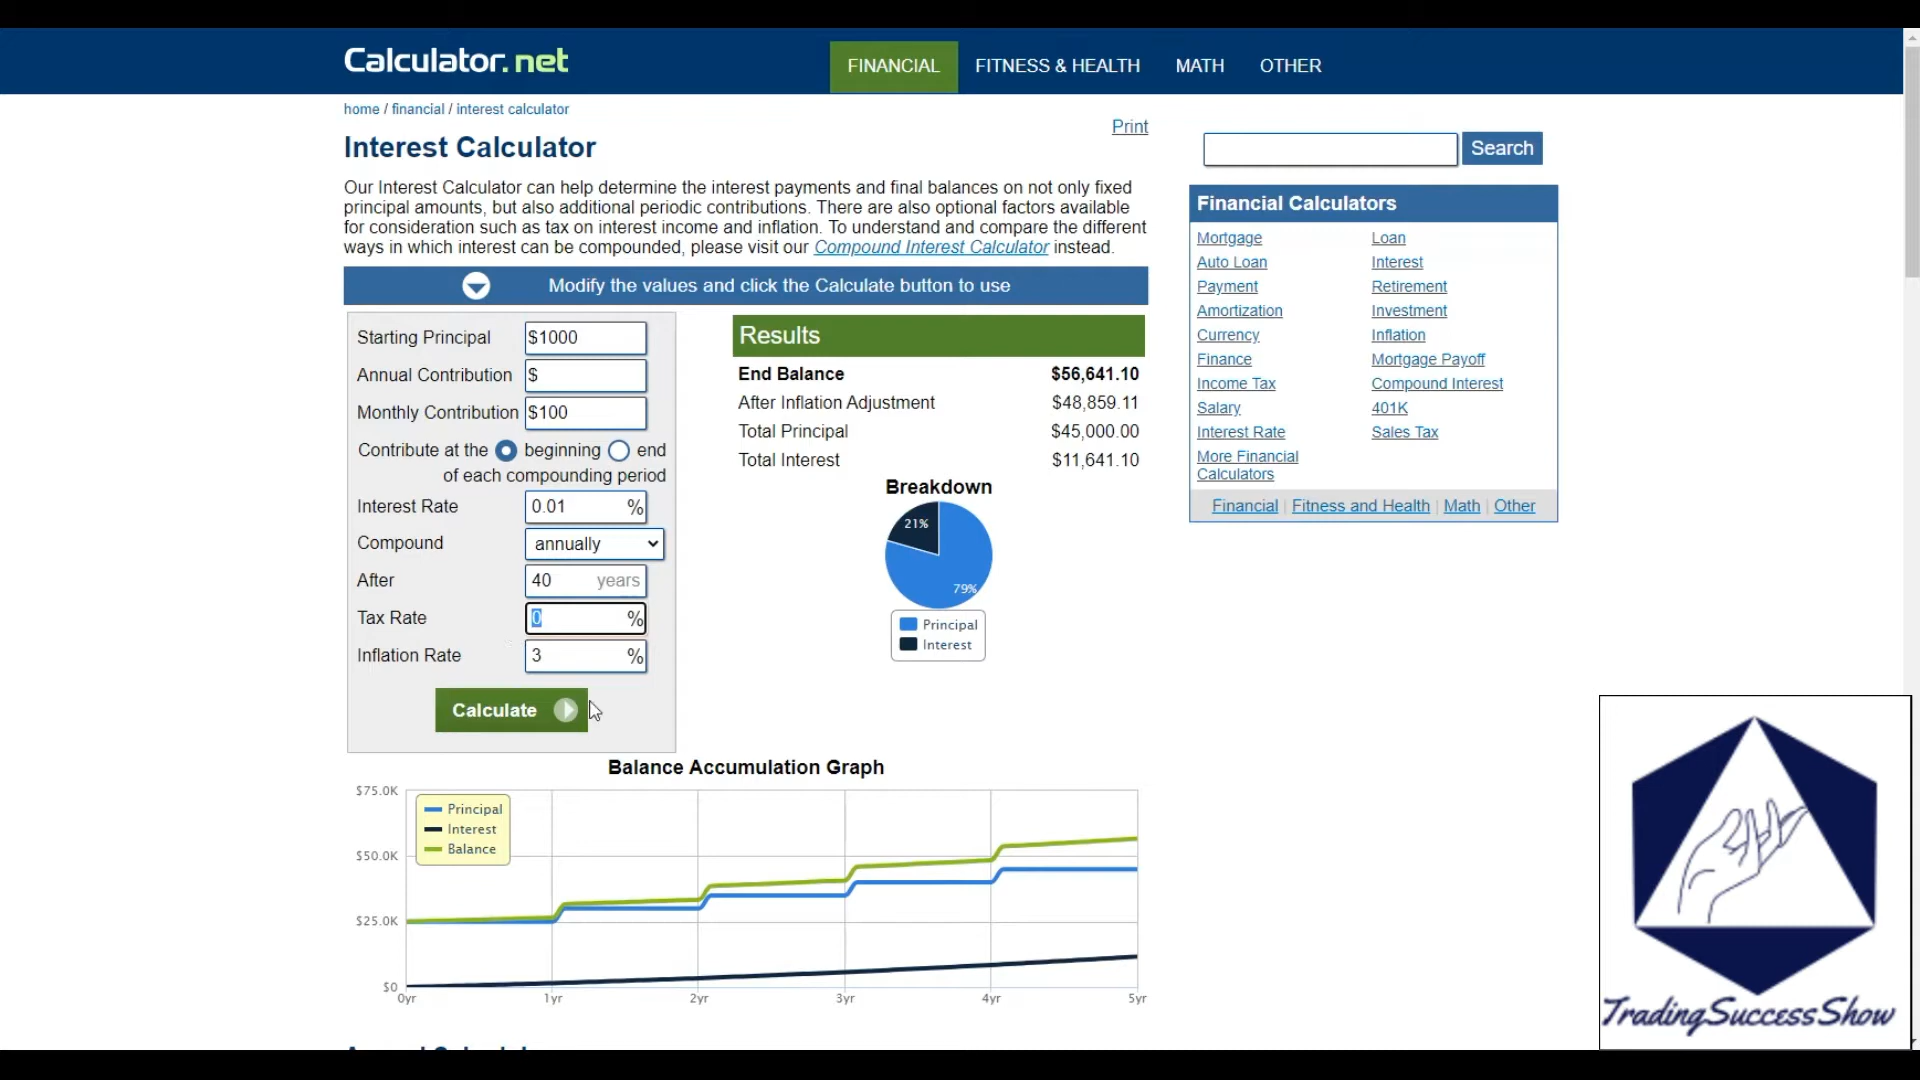 Calculator.net
FINANCIAL FITNESS & HEALTH MATH OTHER
home / financial / interest calculator
Print
Interest Calculator
Search
Our Interest Calculator can help determine the interest payments and final balances on not only fixed
principal amounts, but also additional periodic contributions. There are also optional factors available
for consideration such as tax on interest income and inflation. To understand and compare the different
ways in which interest can be compounded, please visit our Compound Interest Calculator instead.
Modify the values and click the Calculate button to use
Starting Principal $1000
Annual Contribution $
Monthly Contribution $100
Contribute at the beginning end
of each compounding period
Interest Rate 0.01 %
Compound annually
After 40 years
Tax Rate 0 %
Inflation Rate 3 %
Calculate
Results
End Balance $56,641.10
After Inflation Adjustment $48,859.11
Total Principal $45,000.00
Total Interest $11,641.10
Breakdown
21%
79%
Principal
Interest
Financial Calculators
Mortgage Loan
Auto Loan Interest
Payment Retirement
Amortization Investment
Currency Inflation
Finance Mortgage Payoff
Income Tax Compound Interest
Salary 401K
Interest Rate Sales Tax
More Financial
Calculators
Financial | Fitness and Health | Math | Other
Balance Accumulation Graph
$75.0K
$50.0K
$25.0K
$0
Principal
Interest
Balance
0yr 1yr 2yr 3yr 4yr 5yr
TradingSuccessShow